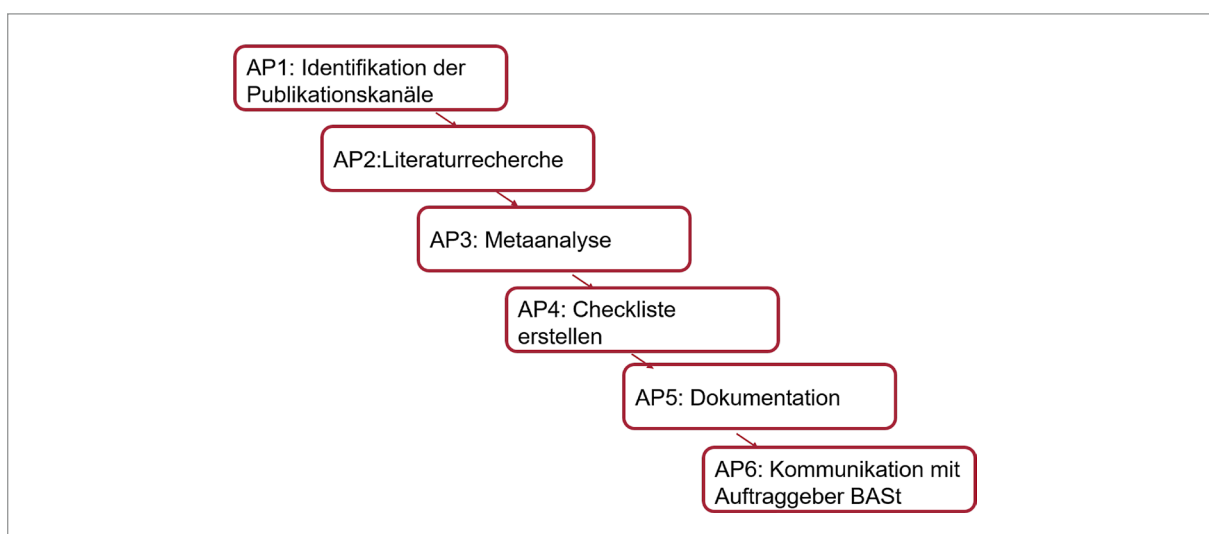 AP1: Identifikation der
Publikationskanäle
AP2:Literaturrecherche
AP3: Metaanalyse
AP4: Checkliste
erstellen
AP5: Dokumentation
AP6: Kommunikation mit
Auftraggeber BASt